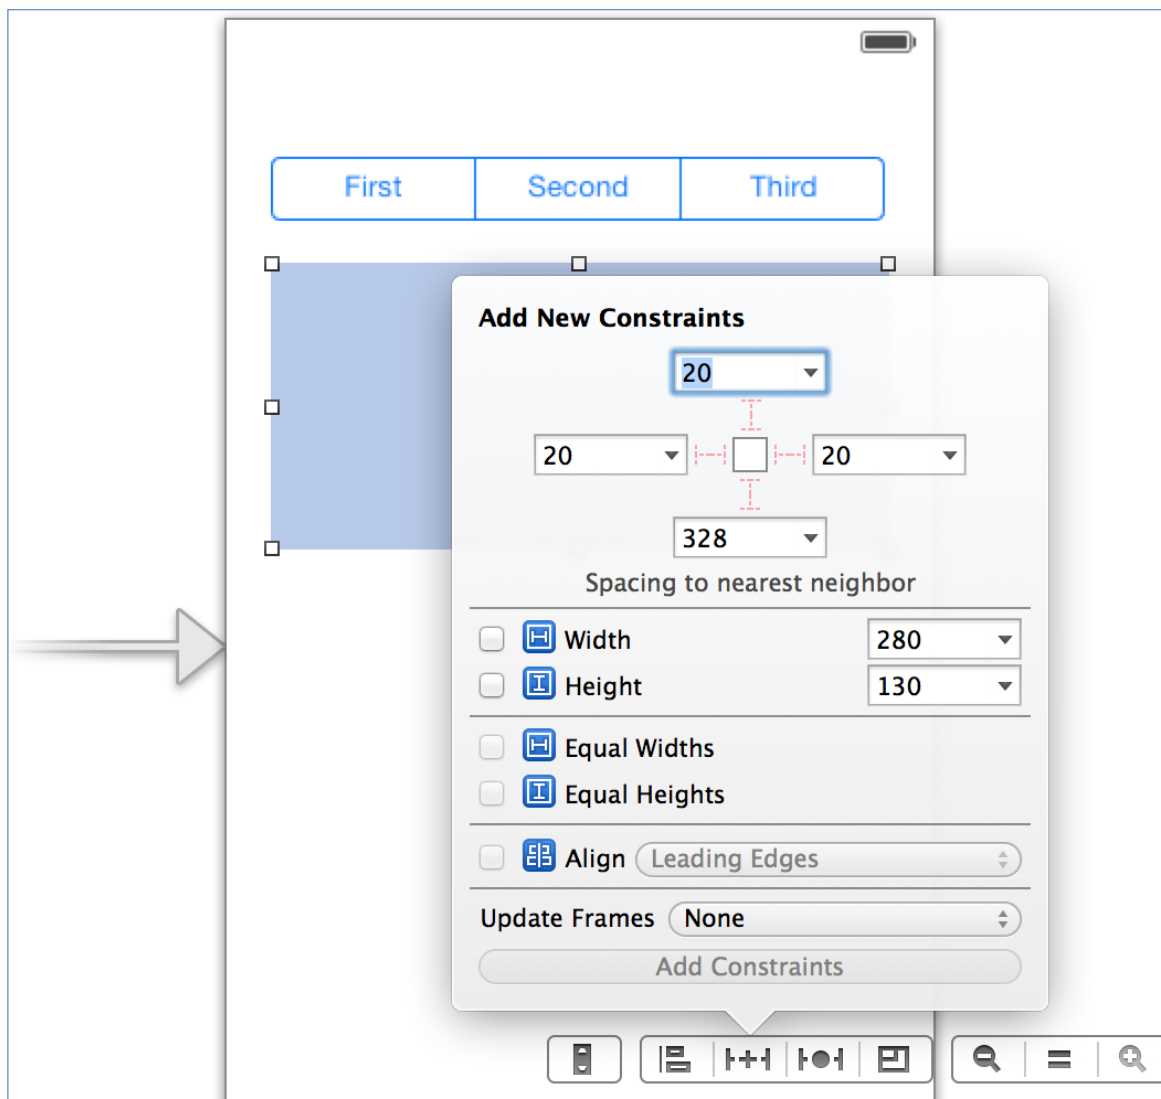 First Second Third
Add New Constraints
20
20 20
328
Spacing to nearest neighbor
Width 280
Height 130
Equal Widths
Equal Heights
Align Leading Edges
Update Frames None
Add Constraints